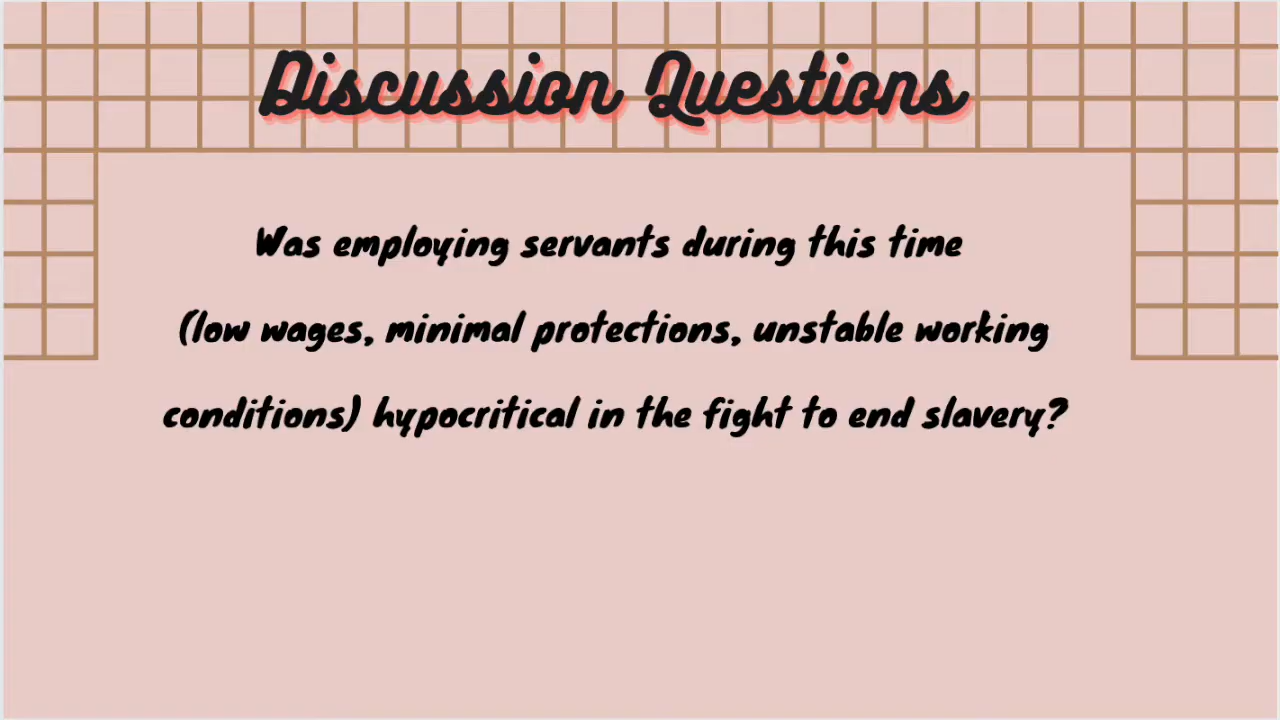 Discussion Questions
Was employing servants during this time
(low wages, minimal protections, unstable working
conditions) hypocritical in the fight to end slavery?